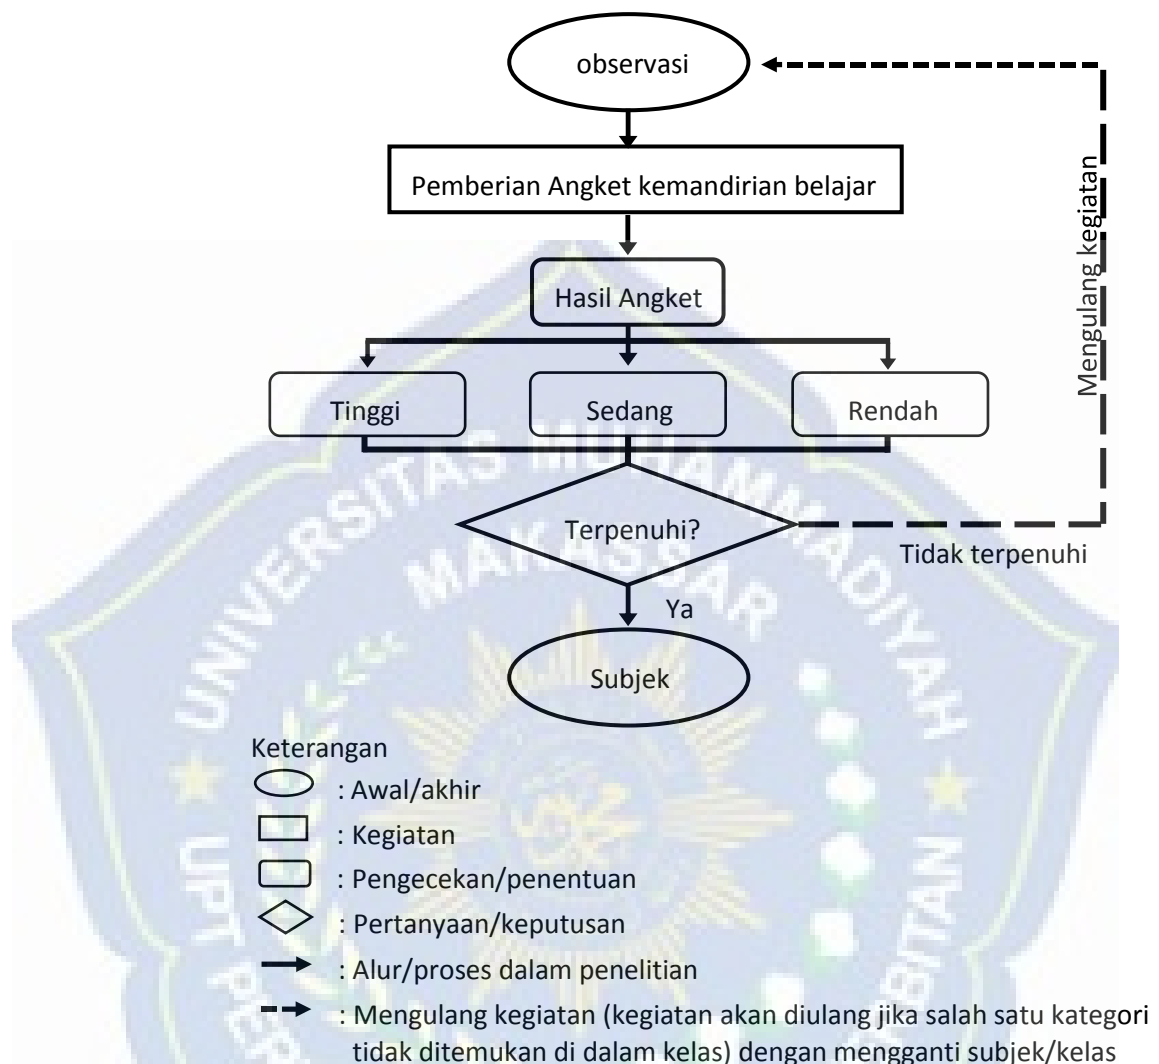 observasi
Pemberian Angket kemandirian belajar
Hasil Angket
Tinggi
Sedang
Rendah
Terpenuhi?
Tidak terpenuhi
Mengulang kegiatan
Ya
Subjek
Keterangan
: Awal/akhir
: Kegiatan
: Pengecekan/penentuan
: Pertanyaan/keputusan
: Alur/proses dalam penelitian
: Mengulang kegiatan (kegiatan akan diulang jika salah satu kategori
tidak ditemukan di dalam kelas) dengan mengganti subjek/kelas
UNIVERSITAS MUHAMMADIYAH
MAKASSAR
UPT